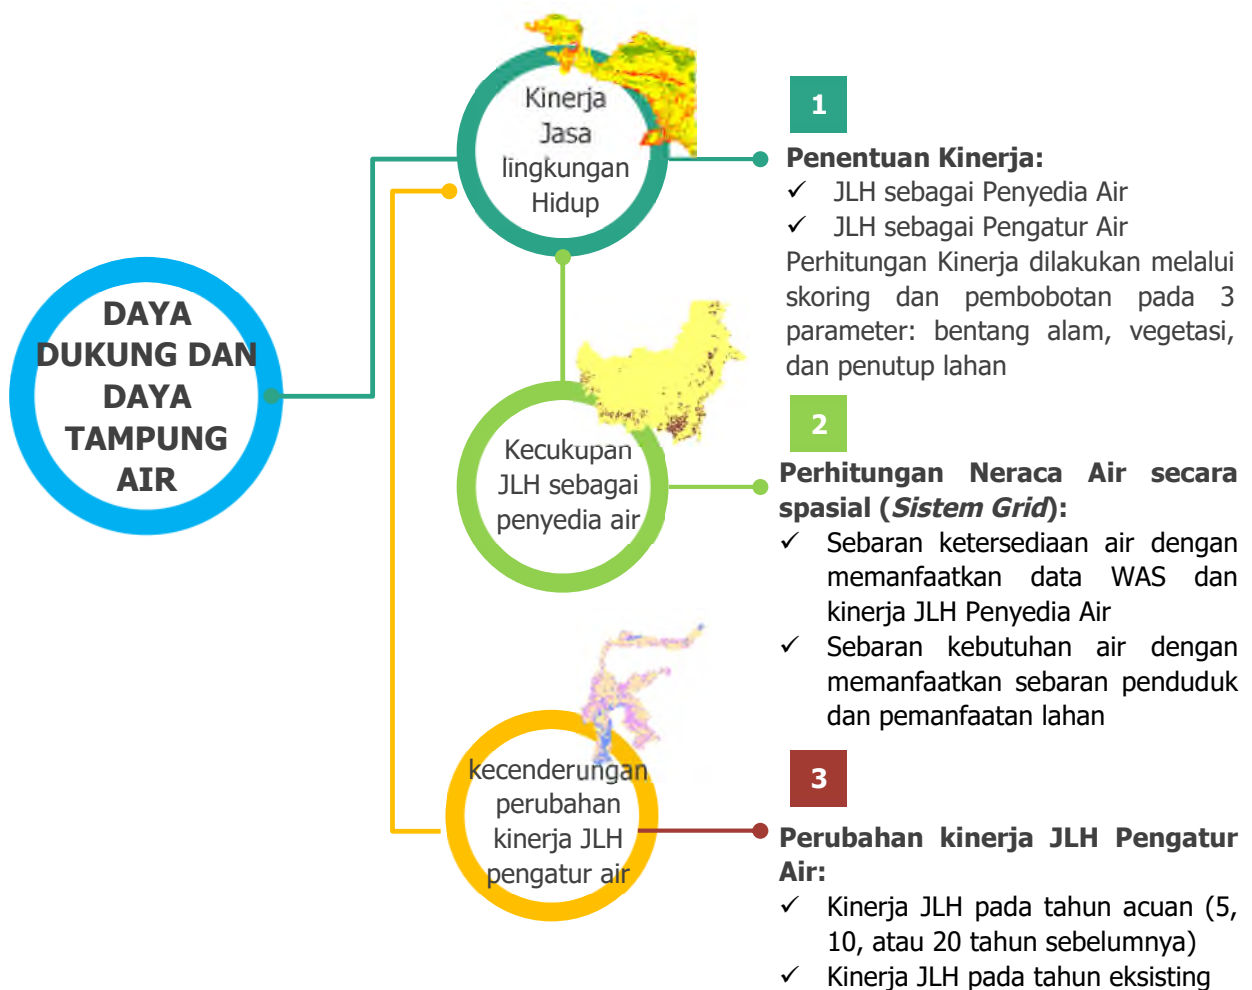 DAYA
DUKUNG DAN
DAYA
TAMPUNG
AIR
Kinerja
Jasa
lingkungan
Hidup
Kecukupan
JLH sebagai
penyedia air
kecenderungan
perubahan
kinerja JLH
pengatur air
1
Penentuan Kinerja:
✓ JLH sebagai Penyedia Air
✓ JLH sebagai Pengatur Air
Perhitungan Kinerja dilakukan melalui
skoring dan pembobotan pada 3
parameter: bentang alam, vegetasi,
dan penutup lahan
2
Perhitungan Neraca Air secara
spasial (Sistem Grid):
✓ Sebaran ketersediaan air dengan
memanfaatkan data WAS dan
kinerja JLH Penyedia Air
✓ Sebaran kebutuhan air dengan
memanfaatkan sebaran penduduk
dan pemanfaatan lahan
3
Perubahan kinerja JLH Pengatur
Air:
✓ Kinerja JLH pada tahun acuan (5,
10, atau 20 tahun sebelumnya)
✓ Kinerja JLH pada tahun eksisting